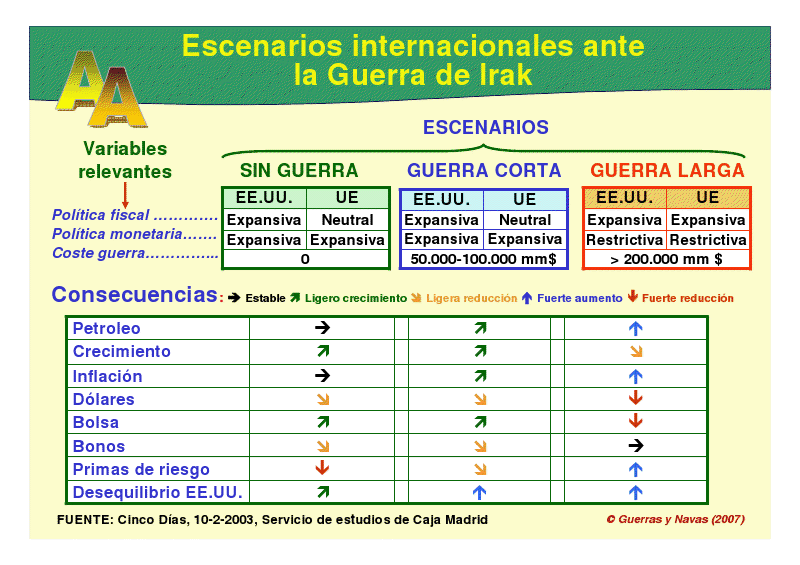 AA
Escenarios internacionales ante
la Guerra de Irak
ESCENARIOS
Variables
relevantes
SIN GUERRA GUERRA CORTA GUERRA LARGA
EE.UU. UE EE.UU. UE EE.UU. UE
Política fiscal …………. Expansiva Neutral Expansiva Neutral Expansiva Expansiva
Política monetaria……. Expansiva Expansiva Expansiva Expansiva Restrictiva Restrictiva
Coste guerra………….. 0 50.000-100.000 mm$ > 200.000 mm $
Consecuencias: ➔ Estable ➔ Ligero crecimiento ➔ Ligera reducción ➔ Fuerte aumento ➔ Fuerte reducción
Petroleo
Crecimiento
Inflación
Dólares
Bolsa
Bonos
Primas de riesgo
Desequilibrio EE.UU.
FUENTE: Cinco Días, 10-2-2003, Servicio de estudios de Caja Madrid
© Guerras y Navas (2007)